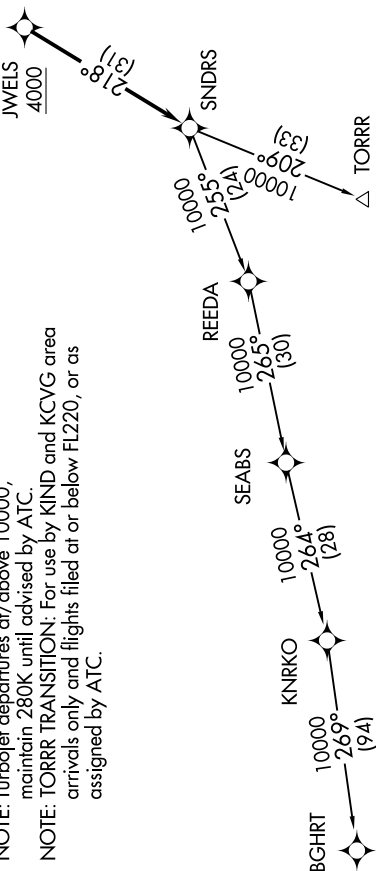 NOTE: Turbojet departures at/above 10000,
maintain 280K until advised by ATC.
NOTE: TORRR TRANSITION: For use by KIND and KCVG area
arrivals only and flights filed at or below FL220, or as
assigned by ATC.
JWELS
4000
218°
(31)
SNDRS
10000
209°
(33)
TORRR
10000
255°
(24)
REEDA
10000
265°
(30)
SEABS
10000
264°
(28)
KNRKO
10000
269°
(94)
BGHRT